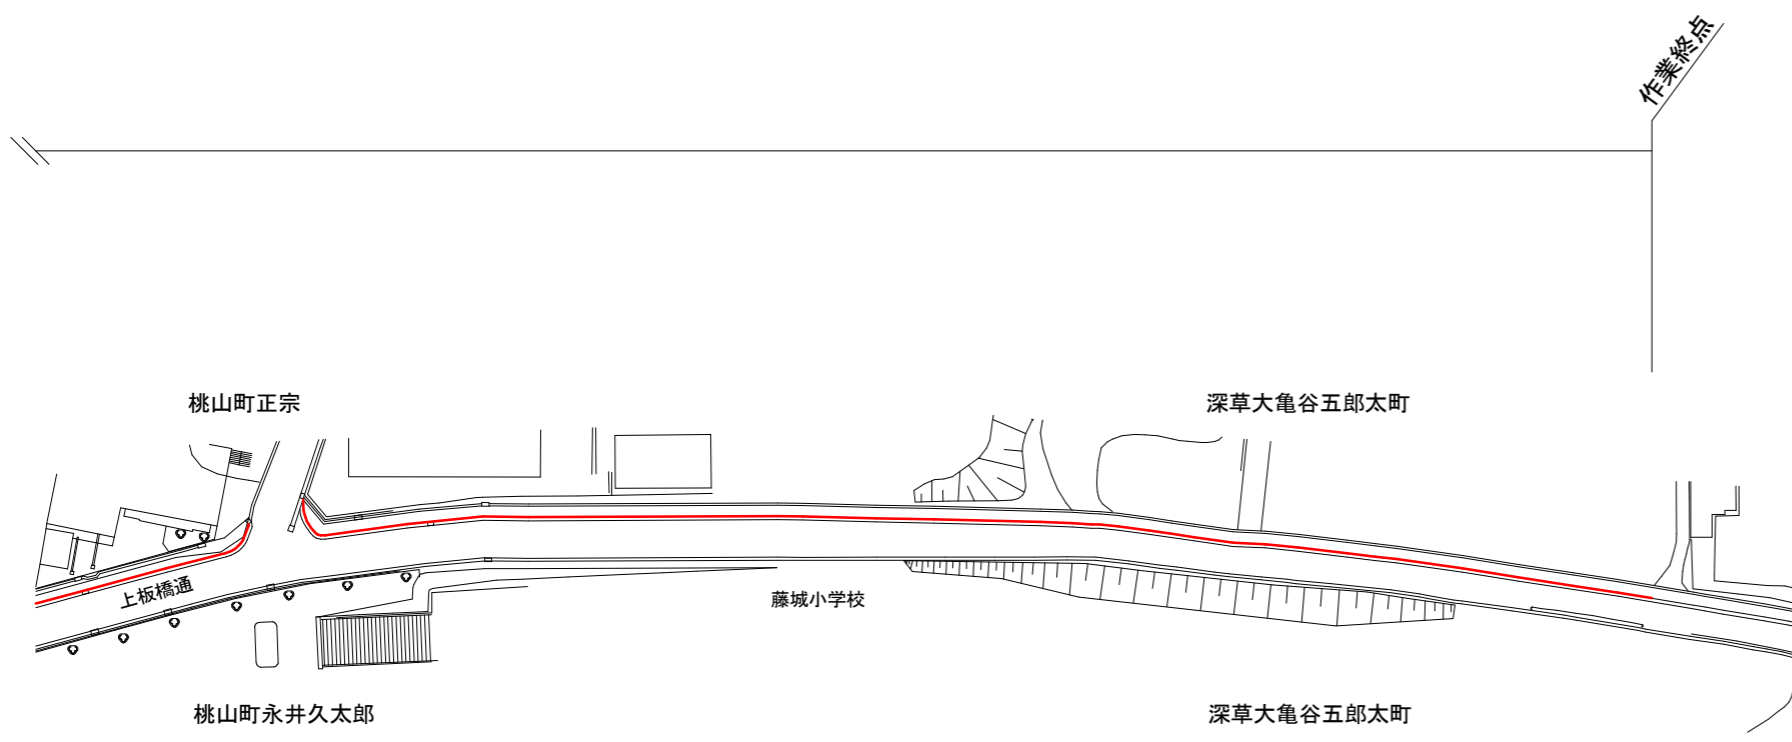 作業終点
桃山町正宗
深草大亀谷五郎太町
上板橋通
藤城小学校
桃山町永井久太郎
深草大亀谷五郎太町